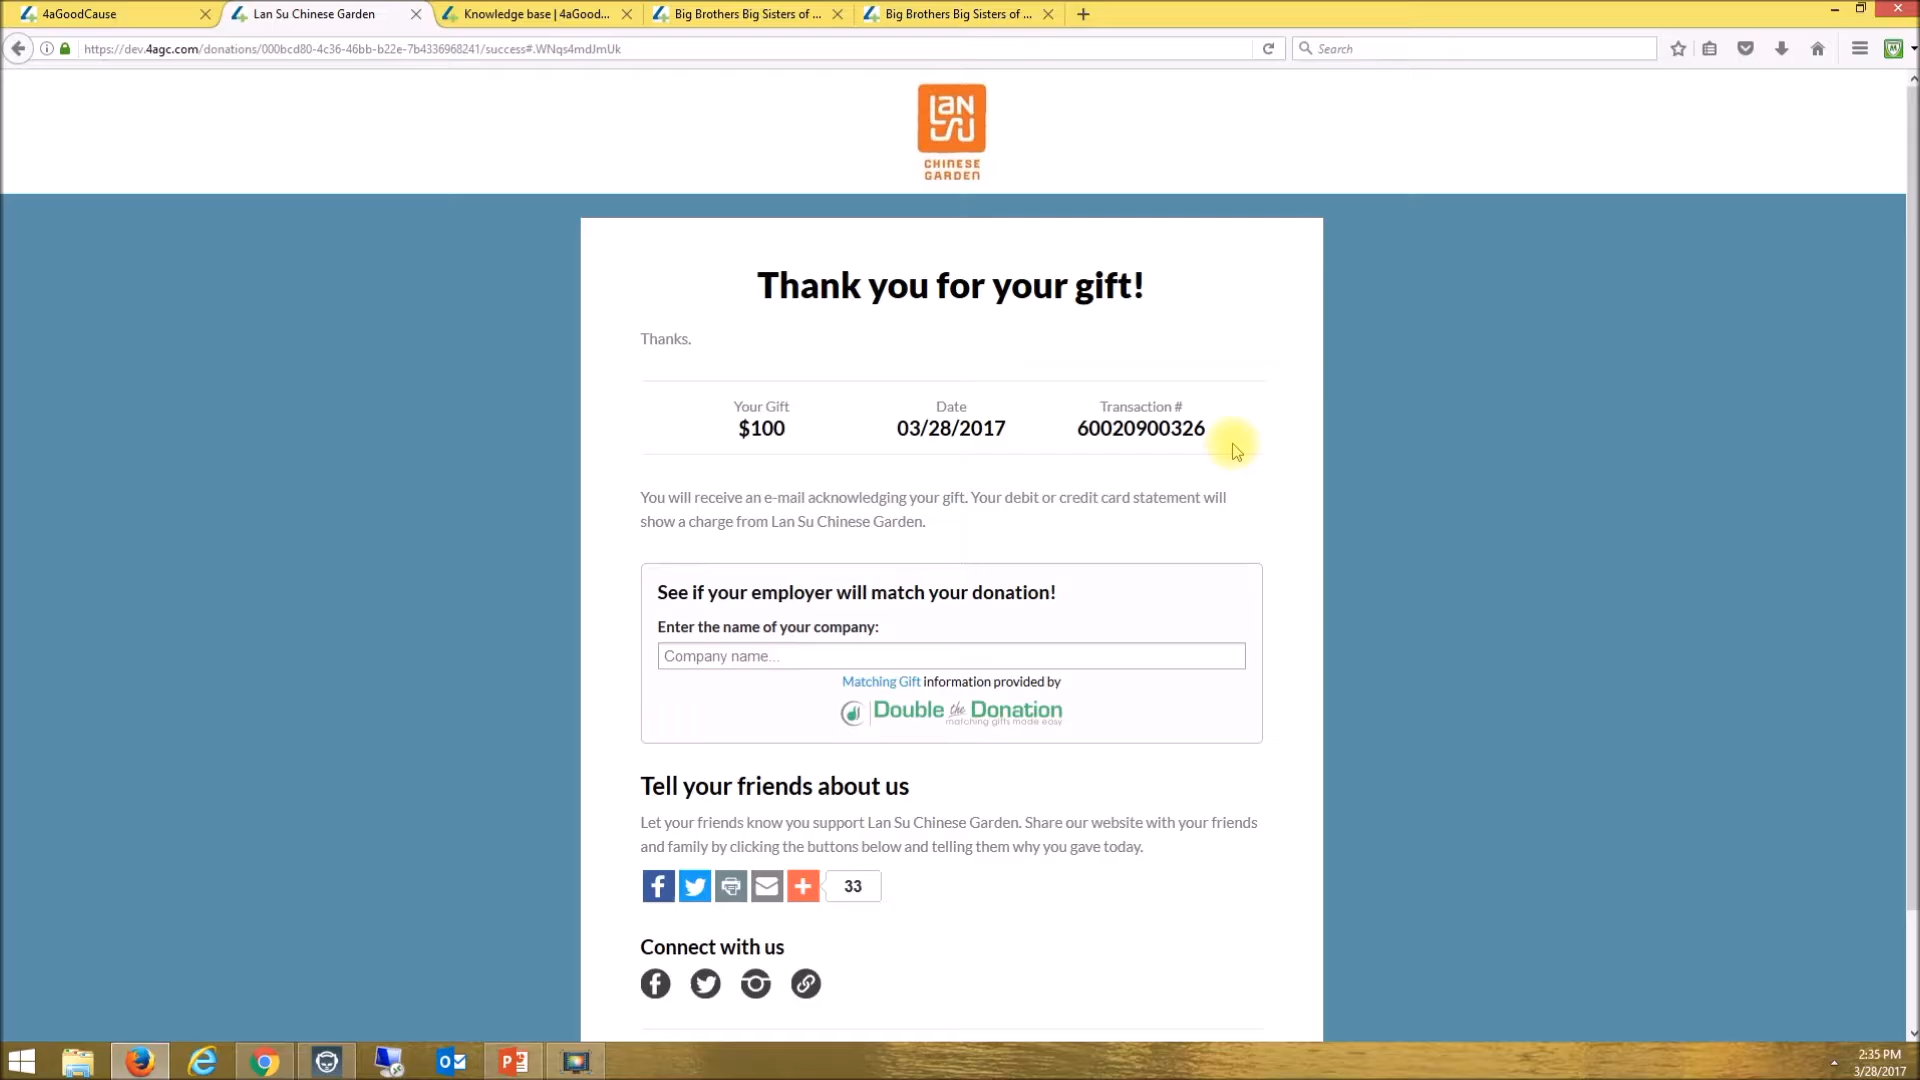 4aGoodCause
Lan Su Chinese Garden
Knowledge base | 4aGood...
Big Brothers Big Sisters of ...
Big Brothers Big Sisters of ...
https://dev.4agc.com/donations/000bcd80-4c36-46bb-b22e-7b4336968241/success#.WNqs4mdJmUk
Search
LAN
SU
CHINESE
GARDEN
Thank you for your gift!
Thanks.
Your Gift
Date
Transaction #
$100
03/28/2017
60020900326
You will receive an e-mail acknowledging your gift. Your debit or credit card statement will
show a charge from Lan Su Chinese Garden.
See if your employer will match your donation!
Enter the name of your company:
Company name...
Matching Gift information provided by
Double the Donation
matching gifts made easy
Tell your friends about us
Let your friends know you support Lan Su Chinese Garden. Share our website with your friends
and family by clicking the buttons below and telling them why you gave today.
33
Connect with us
2:35 PM
3/28/2017